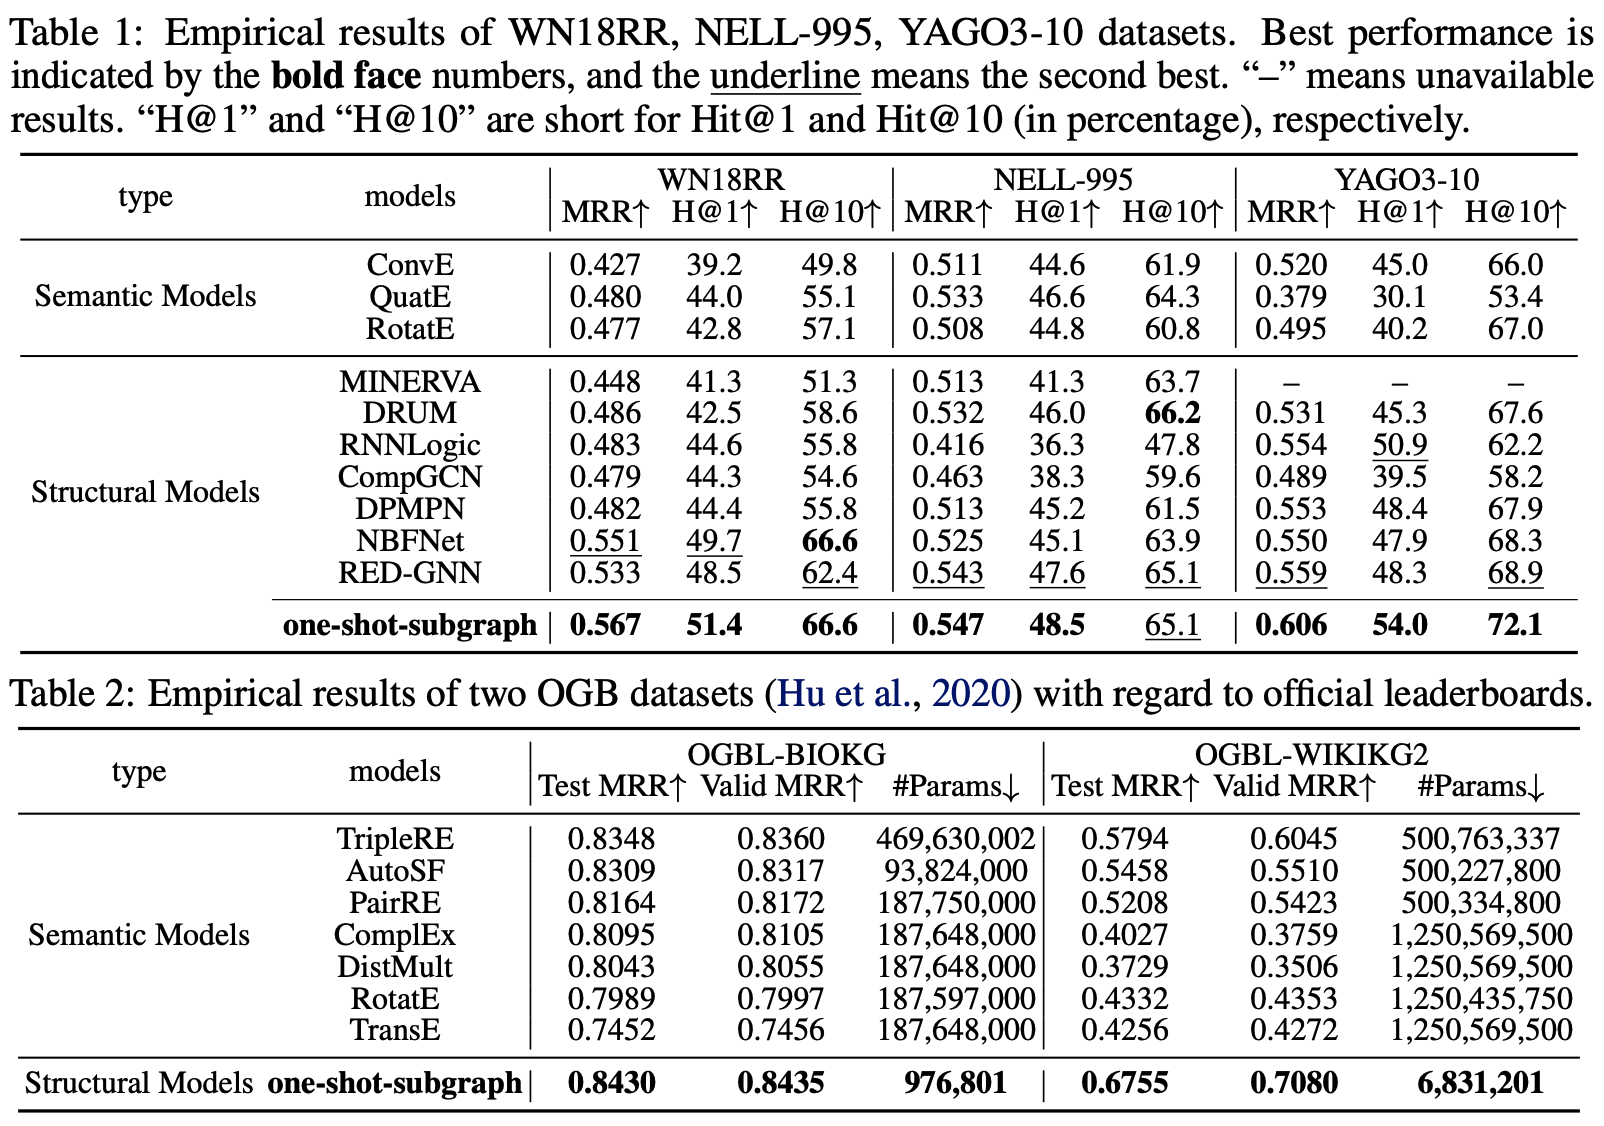 Table 1: Empirical results of WN18RR, NELL-995, YAGO3-10 datasets. Best performance is
indicated by the bold face numbers, and the underline means the second best. “–” means unavailable
results. “H@1” and “H@10” are short for Hit@1 and Hit@10 (in percentage), respectively.
type models WN18RR NELL-995 YAGO3-10
MRR↑ H@1↑ H@10↑ MRR↑ H@1↑ H@10↑ MRR↑ H@1↑ H@10↑
ConvE 0.427 39.2 49.8 0.511 44.6 61.9 0.520 45.0 66.0
Semantic Models QuatE 0.480 44.0 55.1 0.533 46.6 64.3 0.379 30.1 53.4
RotatE 0.477 42.8 57.1 0.508 44.8 60.8 0.495 40.2 67.0
MINERVA 0.448 41.3 51.3 0.513 41.3 63.7 – – –
DRUM 0.486 42.5 58.6 0.532 46.0 66.2 0.531 45.3 67.6
RNNLogic 0.483 44.6 55.8 0.416 36.3 47.8 0.554 50.9 62.2
Structural Models CompGCN 0.479 44.3 54.6 0.463 38.3 59.6 0.489 39.5 58.2
DPMPN 0.482 44.4 55.8 0.513 45.2 61.5 0.553 48.4 67.9
NBFNet 0.551 49.7 66.6 0.525 45.1 63.9 0.550 47.9 68.3
RED-GNN 0.533 48.5 62.4 0.543 47.6 65.1 0.559 48.3 68.9
one-shot-subgraph 0.567 51.4 66.6 0.547 48.5 65.1 0.606 54.0 72.1
Table 2: Empirical results of two OGB datasets (Hu et al., 2020) with regard to official leaderboards.
type models OGBL-BIOKG OGBL-WIKIKG2
Test MRR↑ Valid MRR↑ #Params↓ Test MRR↑ Valid MRR↑ #Params↓
TripleRE 0.8348 0.8360 469,630,002 0.5794 0.6045 500,763,337
AutoSF 0.8309 0.8317 93,824,000 0.5458 0.5510 500,227,800
PairRE 0.8164 0.8172 187,750,000 0.5208 0.5423 500,334,800
Semantic Models ComplEx 0.8095 0.8105 187,648,000 0.4027 0.3759 1,250,569,500
DistMult 0.8043 0.8055 187,648,000 0.3729 0.3506 1,250,569,500
RotatE 0.7989 0.7997 187,597,000 0.4332 0.4353 1,250,435,750
TransE 0.7452 0.7456 187,648,000 0.4256 0.4272 1,250,569,500
Structural Models one-shot-subgraph 0.8430 0.8435 976,801 0.6755 0.7080 6,831,201